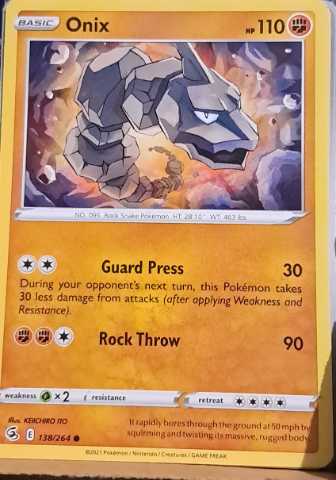 BASIC Onix HP 110
NO. 095 Rock Snake Pokémon HT: 28'10" WT: 463 lbs
Guard Press 30
During your opponent's next turn, this Pokémon takes
30 less damage from attacks (after applying Weakness and
Resistance).
Rock Throw 90
weakness ×2 resistance retreat
Illus. KEIICHIRO ITO
It rapidly bores through the ground at 50 mph by
squirming and twisting its massive, rugged body.
E 138/264
©2021 Pokémon / Nintendo / Creatures / GAME FREAK